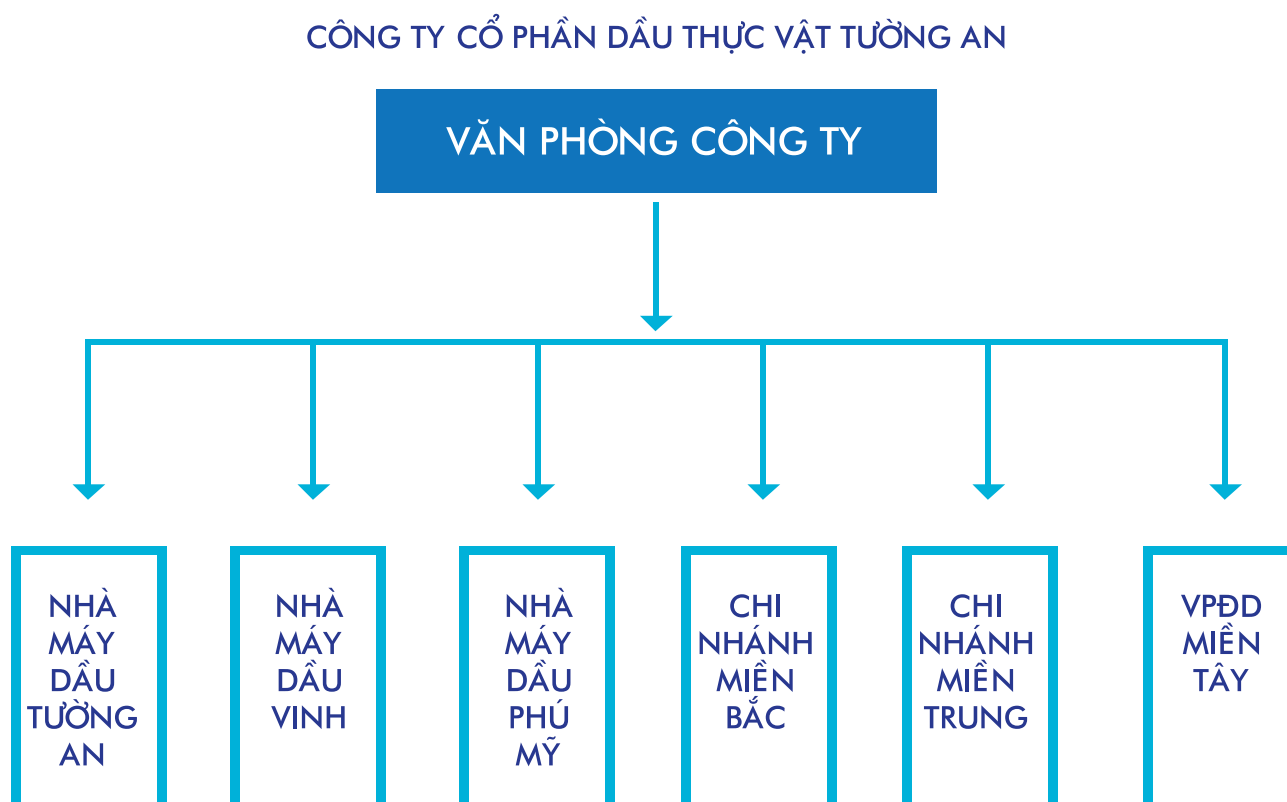 CÔNG TY CỔ PHẦN DẦU THỰC VẬT TƯỜNG AN
VĂN PHÒNG CÔNG TY
NHÀ
MÁY
DẦU
TƯỜNG
AN
NHÀ
MÁY
DẦU
VINH
NHÀ
MÁY
DẦU
PHÚ
MỸ
CHI
NHÁNH
MIỀN
BẮC
CHI
NHÁNH
MIỀN
TRUNG
VPĐD
MIỀN
TÂY